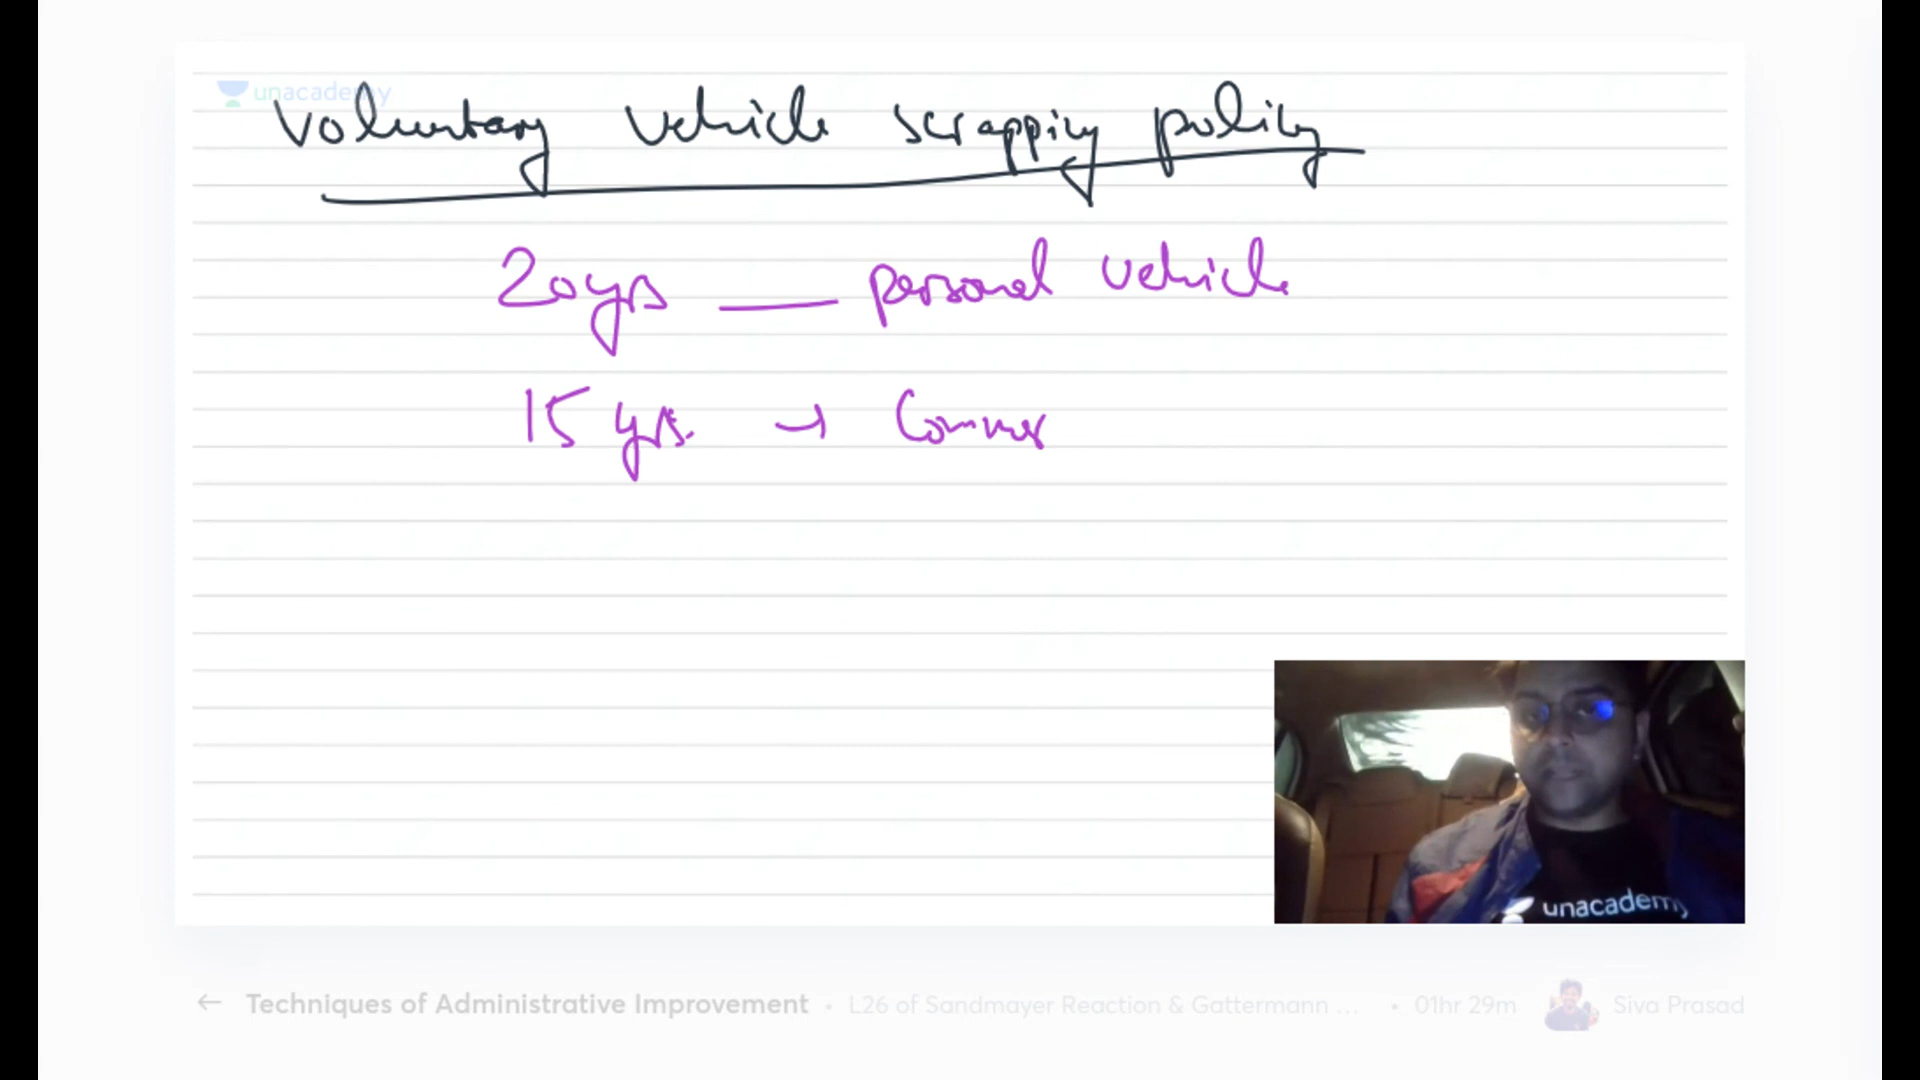 unacademy
Voluntary vehicle scrapping policy
20yrs — personal vehicle
15 yrs. → Commer
unacademy
← Techniques of Administrative Improvement • L26 of Sandmayer Reaction & Gattermann ... • 01hr 29m Siva Prasad